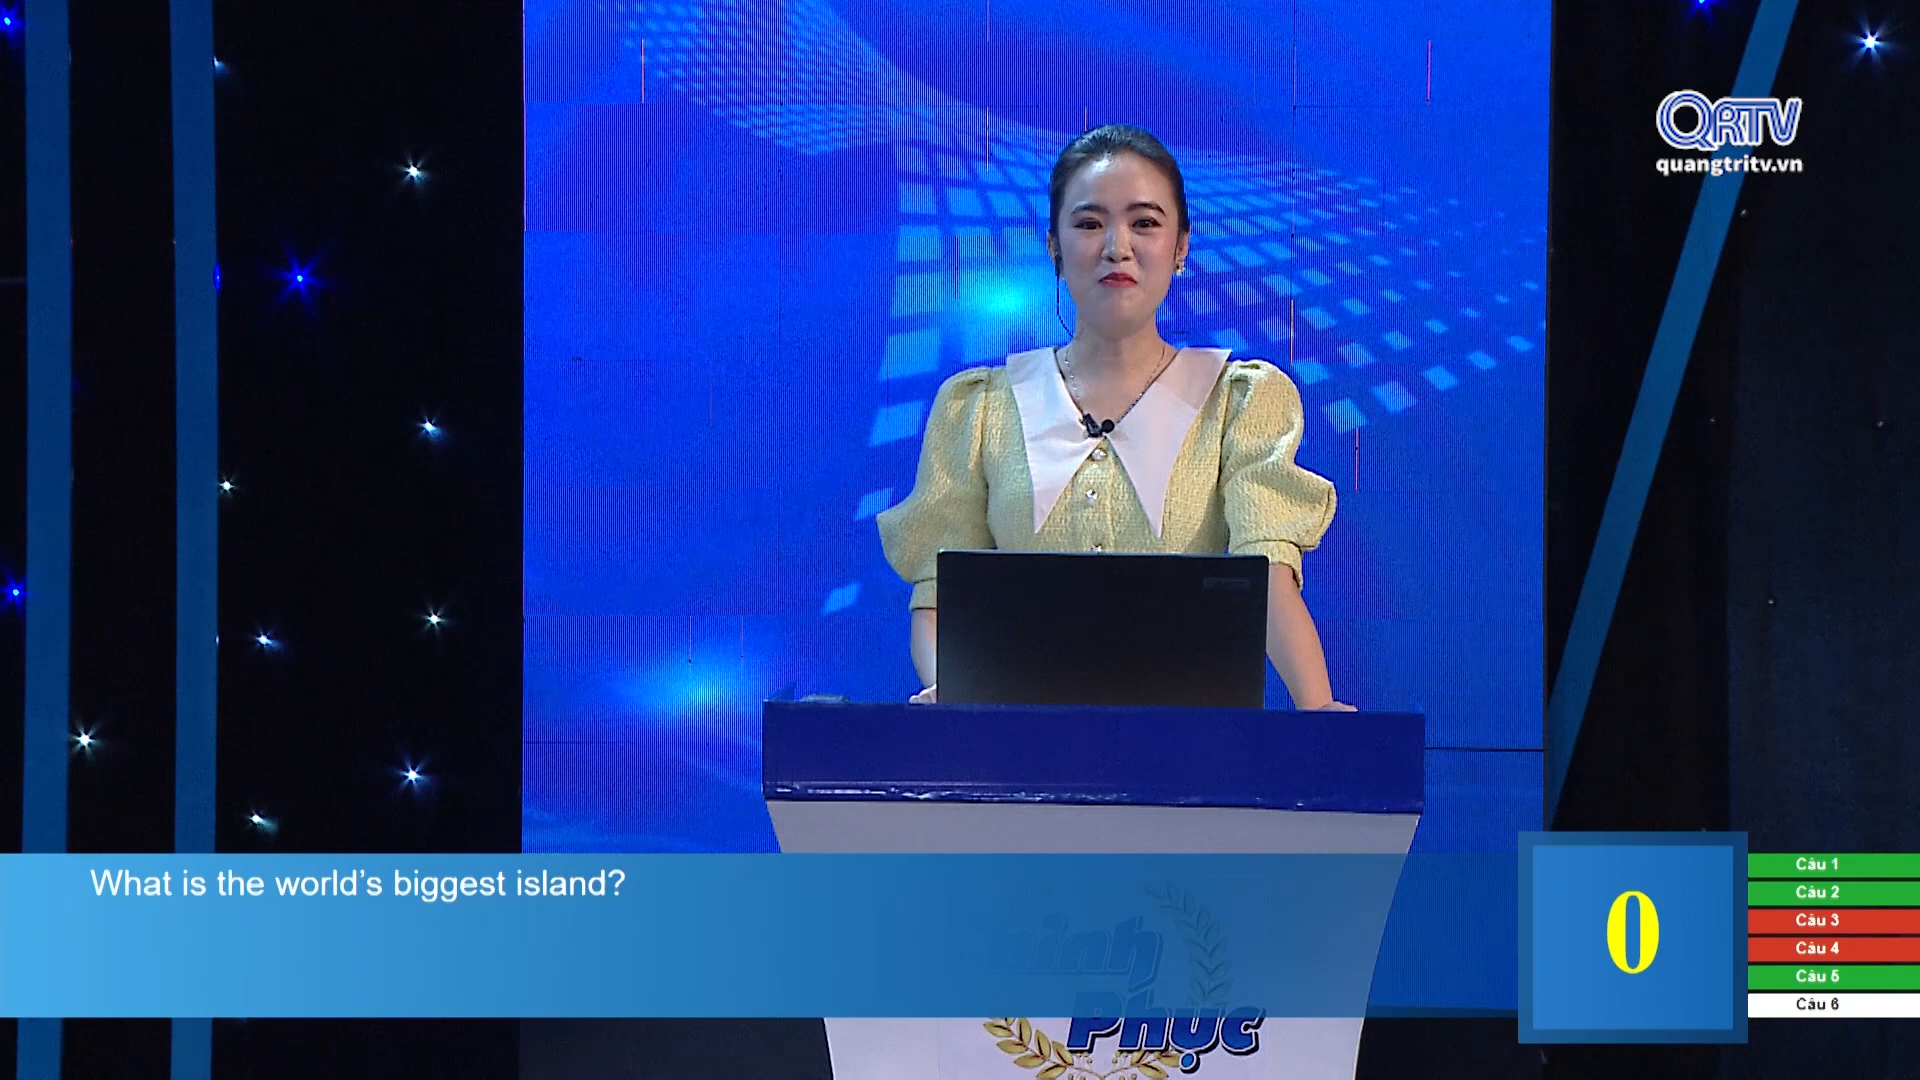 QRTV
quangtritv.vn
What is the world’s biggest island?
0
Câu 1
Câu 2
Câu 3
Câu 4
Câu 5
Câu 6
Chinh
Phục